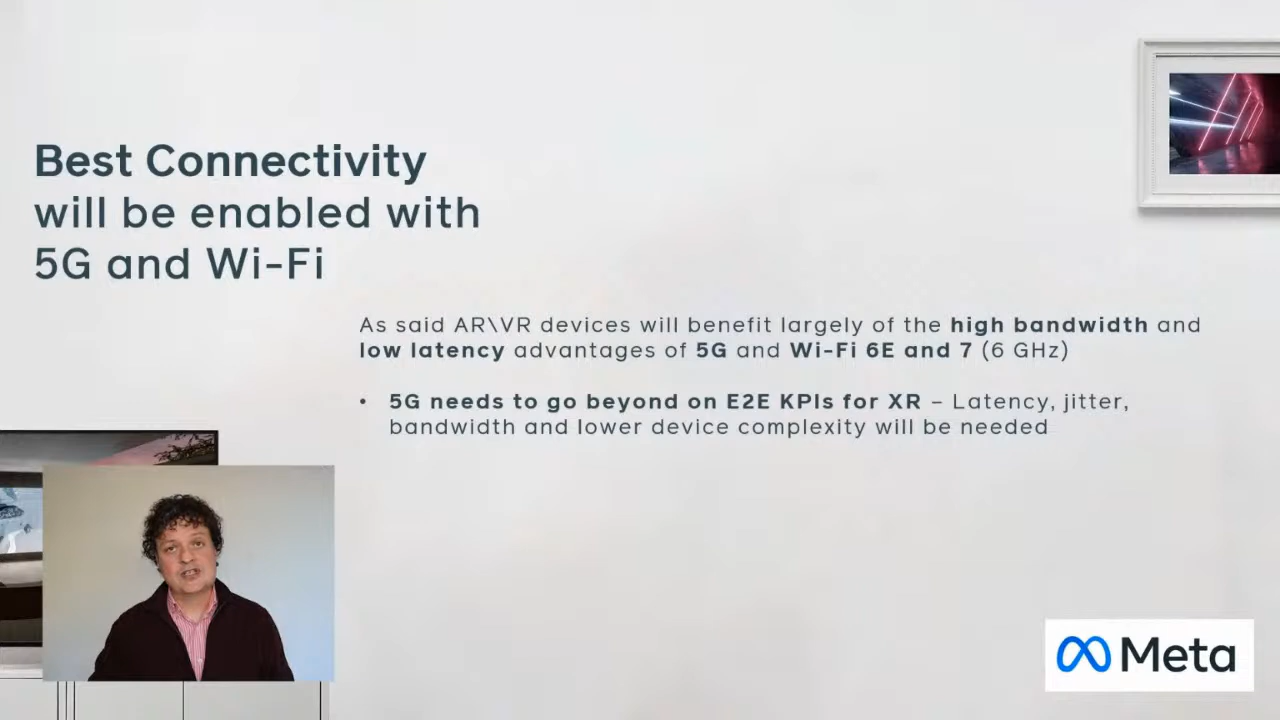 Best Connectivity
will be enabled with
5G and Wi-Fi
As said AR\VR devices will benefit largely of the high bandwidth and
low latency advantages of 5G and Wi-Fi 6E and 7 (6 GHz)
• 5G needs to go beyond on E2E KPIs for XR – Latency, jitter,
bandwidth and lower device complexity will be needed
Meta